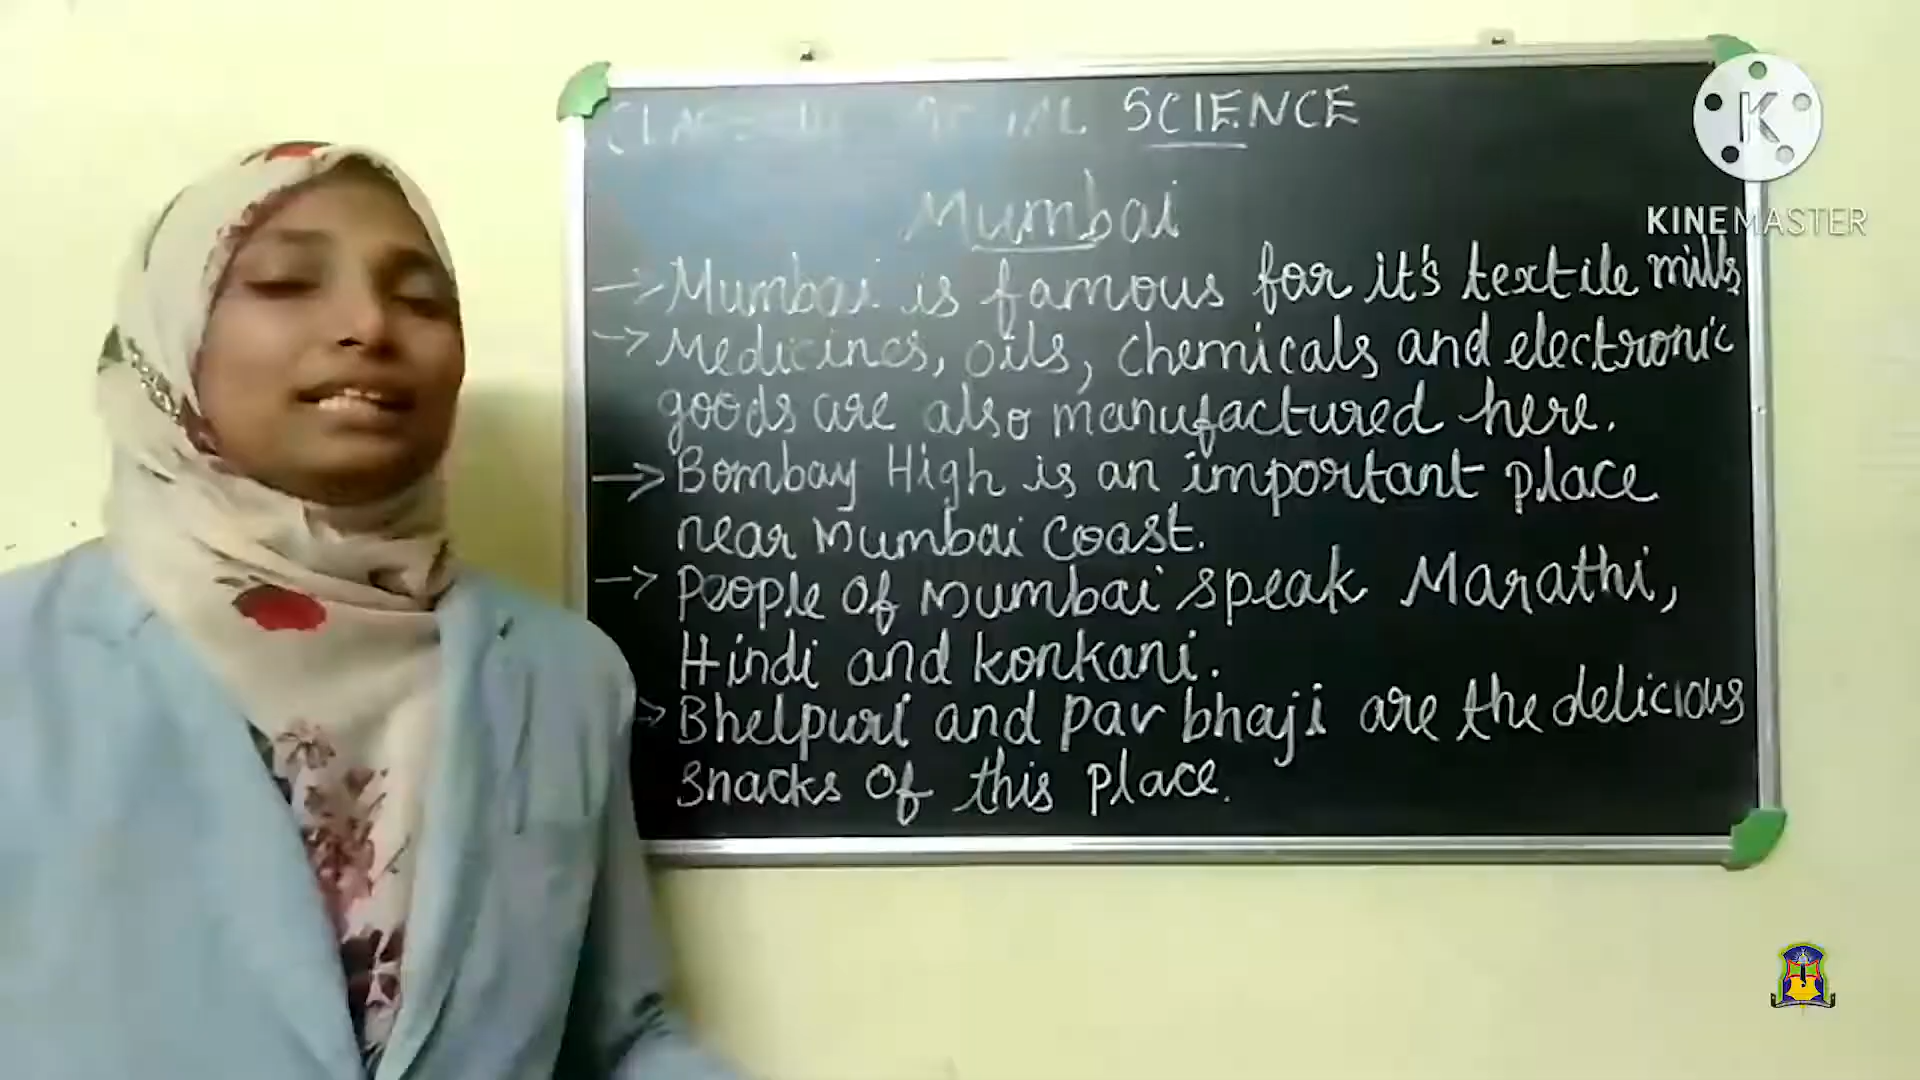 SCIENCE
Mumbai
→ Mumbai is famous for it's textile mills
→ Medicines, oils, chemicals and electronic
goods are also manufactured here.
→ Bombay High is an important place
near Mumbai coast.
→ People of Mumbai speak Marathi,
Hindi and konkani.
→ Bhelpuri and pav bhaji are the delicious
snacks of this place.
K
KINEMASTER